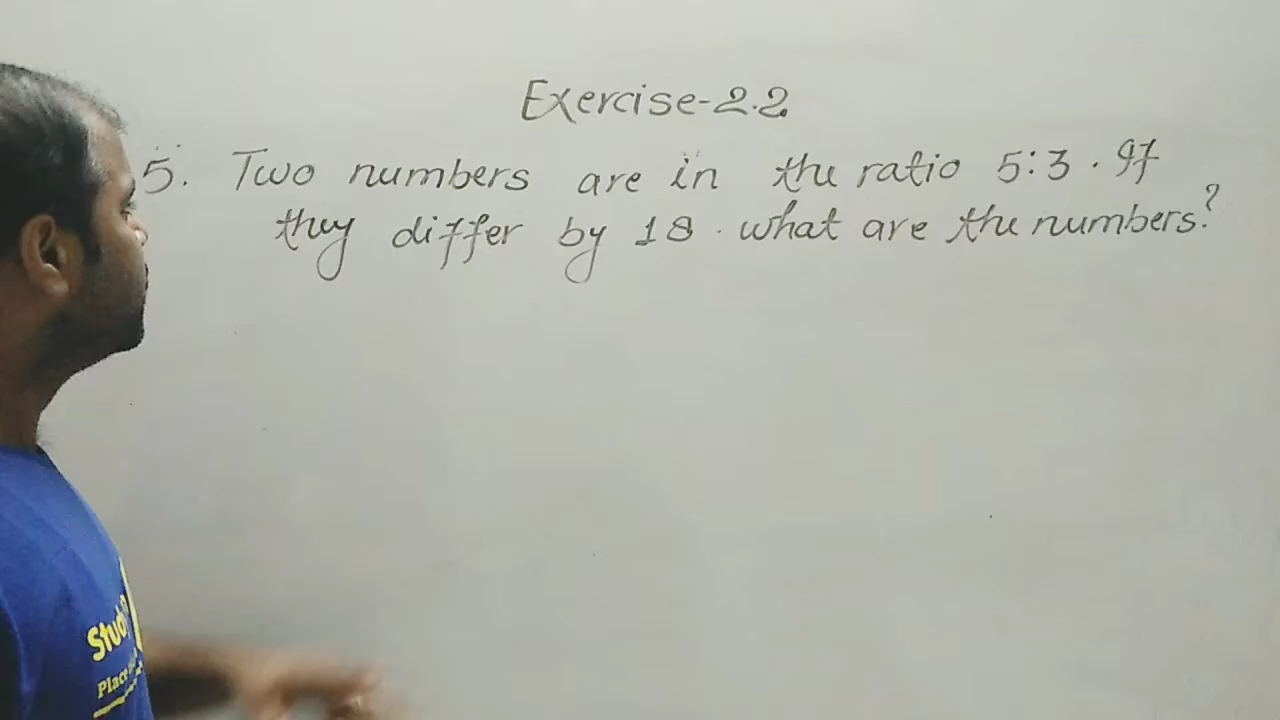 Exercise-2.2
5. Two numbers are in the ratio 5:3. If
they differ by 18. what are the numbers.?
Place